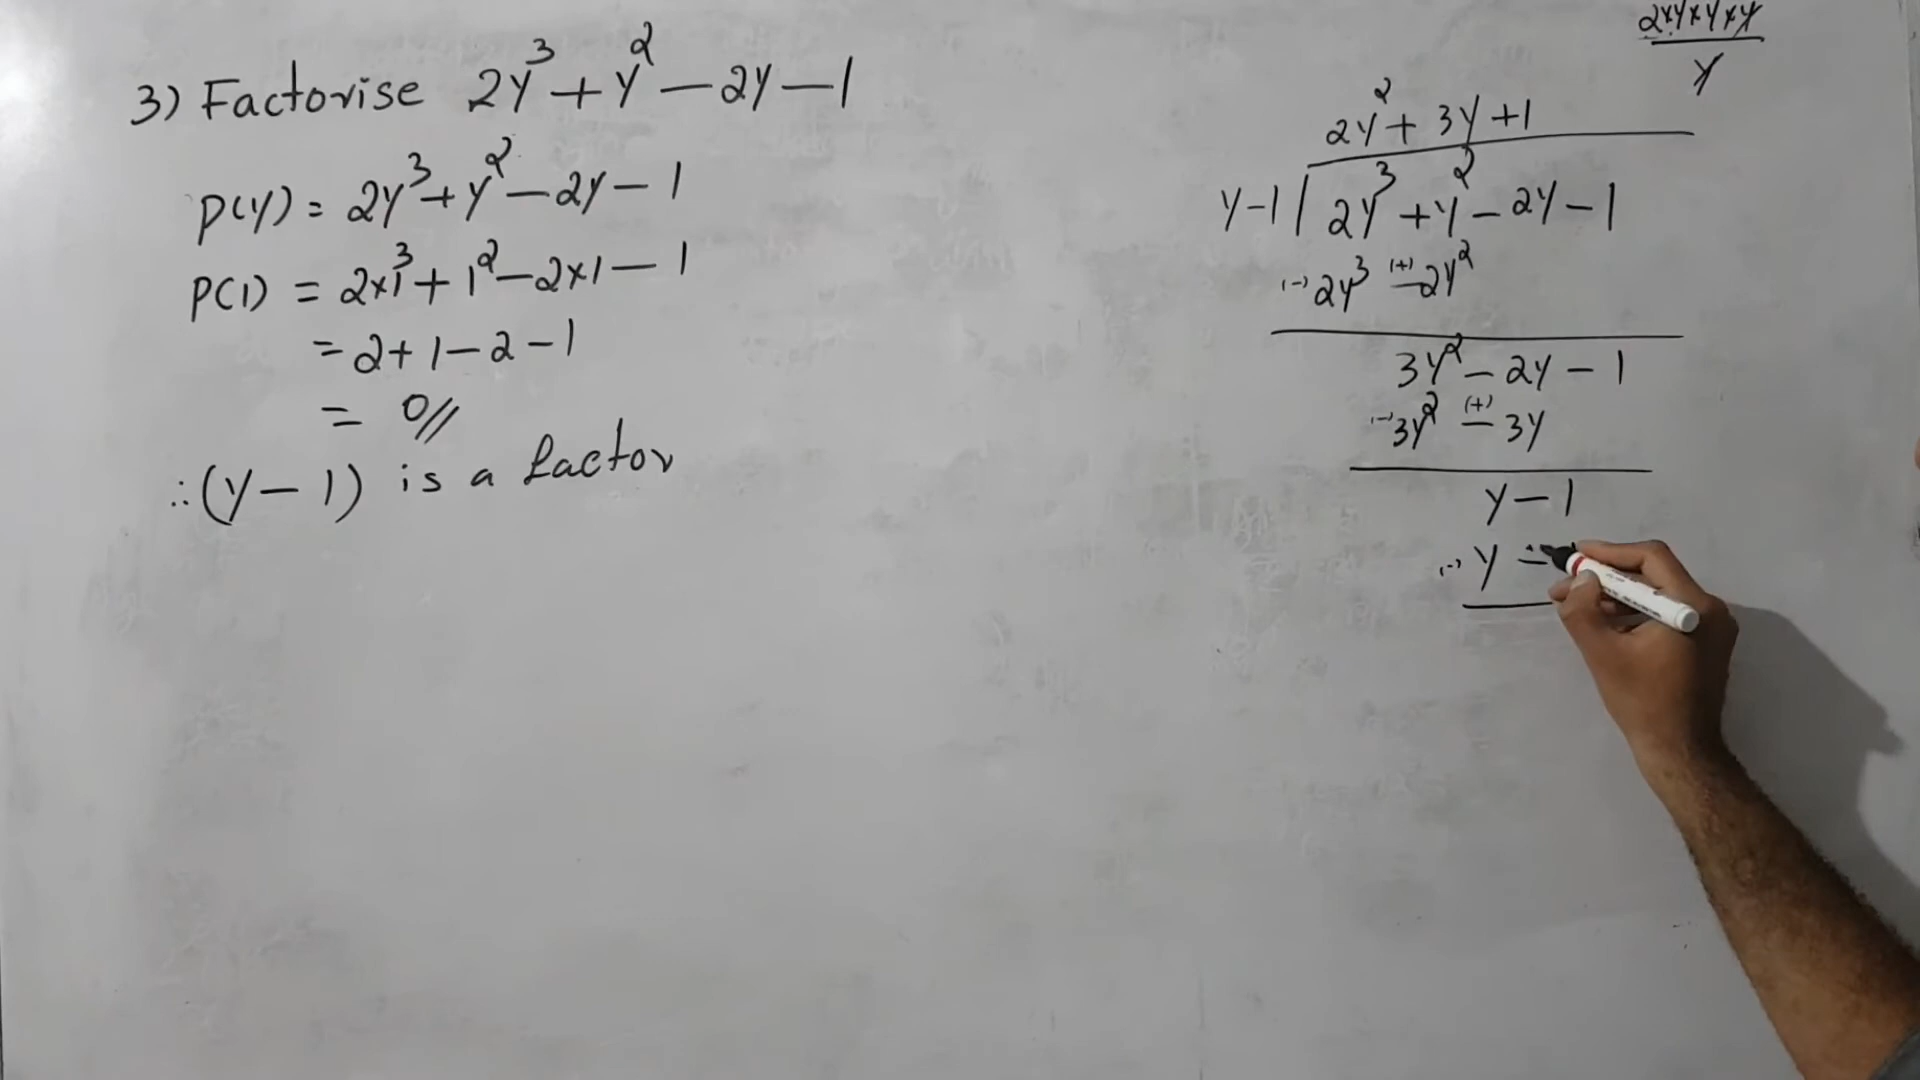 3) Factorise 2y³ + y² - 2y - 1
P(y) = 2y³ + y² - 2y - 1
P(1) = 2×1³ + 1² - 2×1 - 1
= 2 + 1 - 2 - 1
= 0//
∴ (y - 1) is a factor
2×y×y×y
y
2y² + 3y + 1
y-1 | 2y³ + y² - 2y - 1
(-) 2y³ (+) - 2y²
3y² - 2y - 1
(-) 3y² (+) - 3y
y - 1
(-) y -